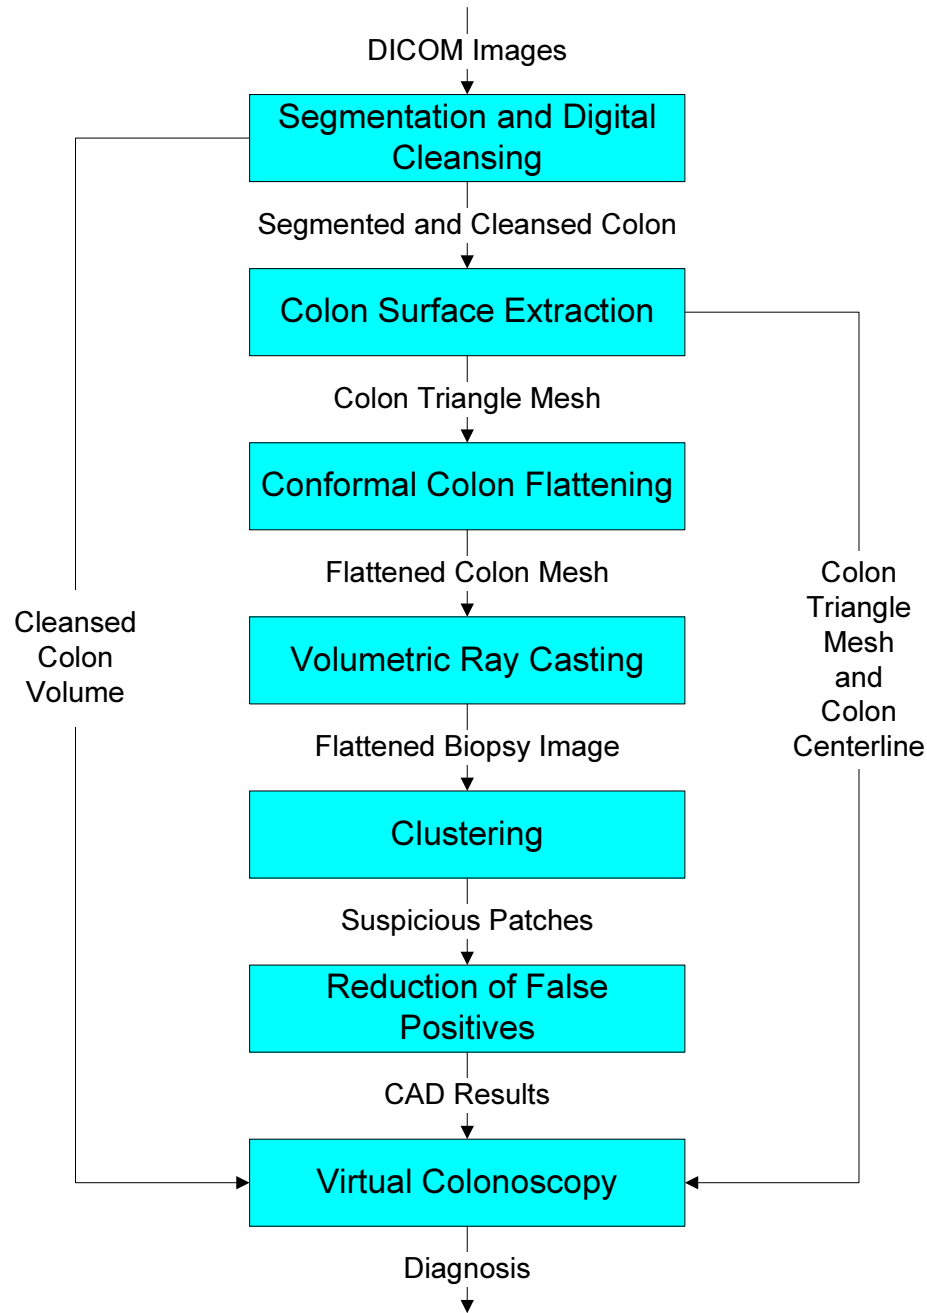 DICOM Images
Segmentation and Digital
Cleansing
Segmented and Cleansed Colon
Colon Surface Extraction
Colon Triangle Mesh
Conformal Colon Flattening
Flattened Colon Mesh
Cleansed
Colon
Volume
Colon
Triangle
Mesh
and
Colon
Centerline
Volumetric Ray Casting
Flattened Biopsy Image
Clustering
Suspicious Patches
Reduction of False
Positives
CAD Results
Virtual Colonoscopy
Diagnosis